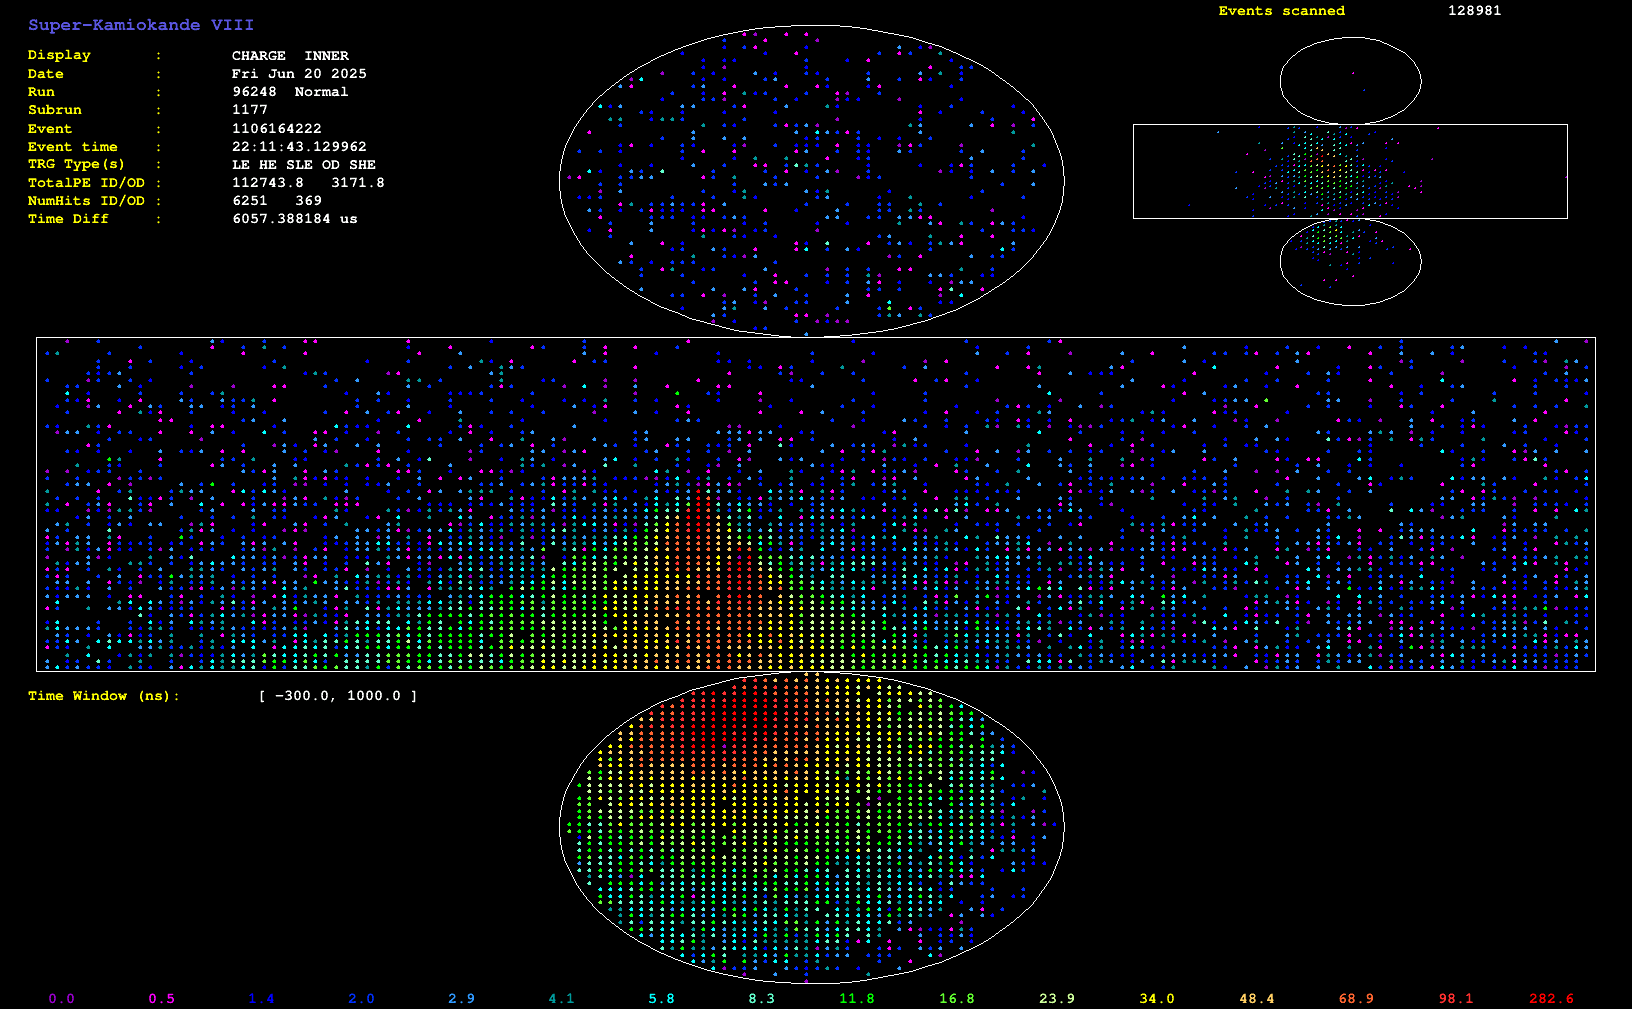 Super-Kamiokande VIII
Events scanned 128981
Display : CHARGE INNER
Date : Fri Jun 20 2025
Run : 96248 Normal
Subrun : 1177
Event : 1106164222
Event time : 22:11:43.129962
TRG Type(s) : LE HE SLE OD SHE
TotalPE ID/OD : 112743.8 3171.8
NumHits ID/OD : 6251 369
Time Diff : 6057.388184 us
Time Window (ns): [ -300.0, 1000.0 ]
0.0 0.5 1.4 2.0 2.9 4.1 5.8 8.3 11.8 16.8 23.9 34.0 48.4 68.9 98.1 282.6